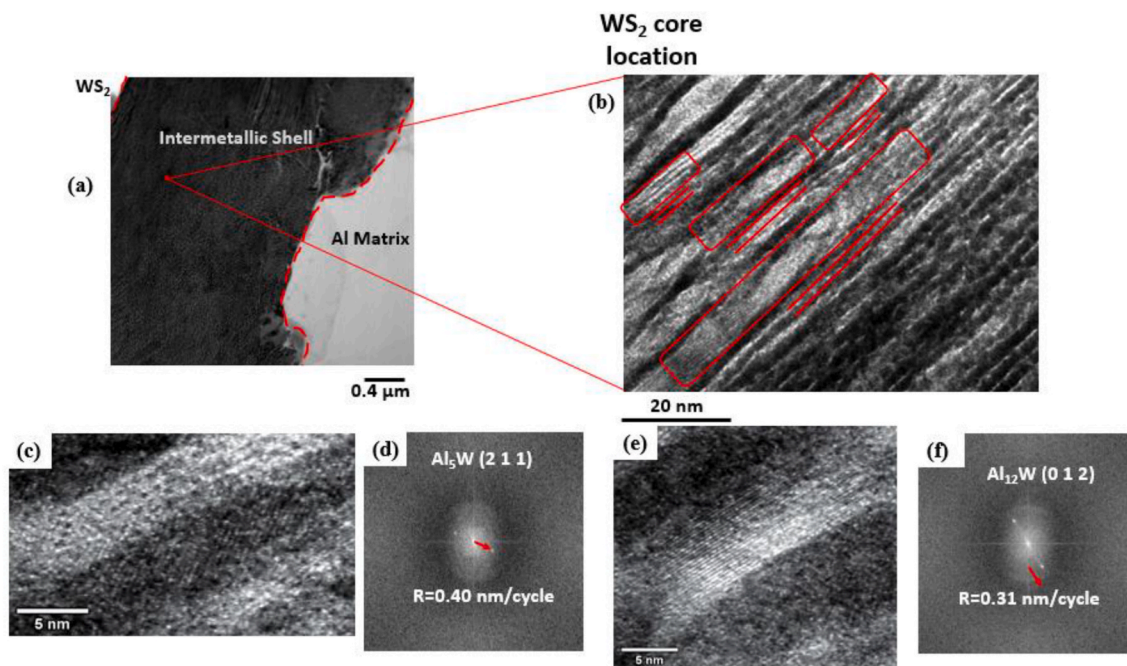 WS₂ core
location
WS₂
(a)
Intermetallic Shell
Al Matrix
0.4 µm
(b)
20 nm
(c)
5 nm
(d)
Al₅W (2 1 1)
R=0.40 nm/cycle
(e)
5 nm
(f)
Al₁₂W (0 1 2)
R=0.31 nm/cycle